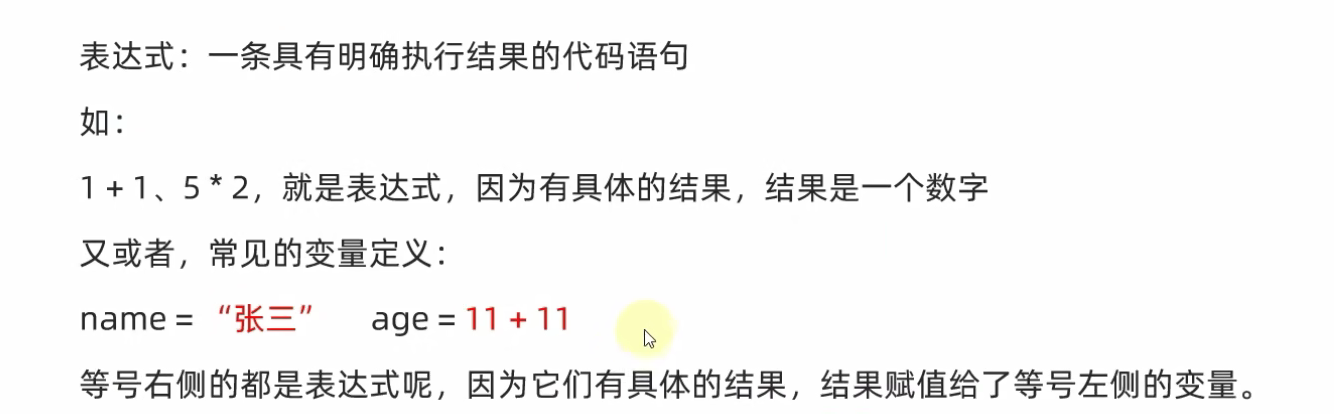 表达式：一条具有明确执行结果的代码语句
如：
1 + 1、5 * 2，就是表达式，因为有具体的结果，结果是一个数字
又或者，常见的变量定义：
name = “张三”    age = 11 + 11
等号右侧的都是表达式呢，因为它们有具体的结果，结果赋值给了等号左侧的变量。